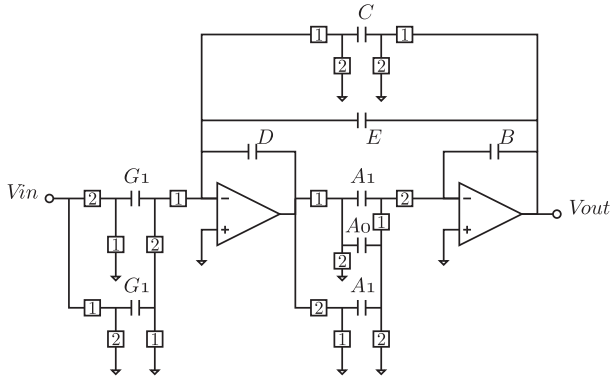 C
1 1
2 2
E
D B
G1 A1
Vin 2 1 1 2 Vout
− −
1 A0
+ +
1 2 2
G1 A1
1 2
2 1 1 2